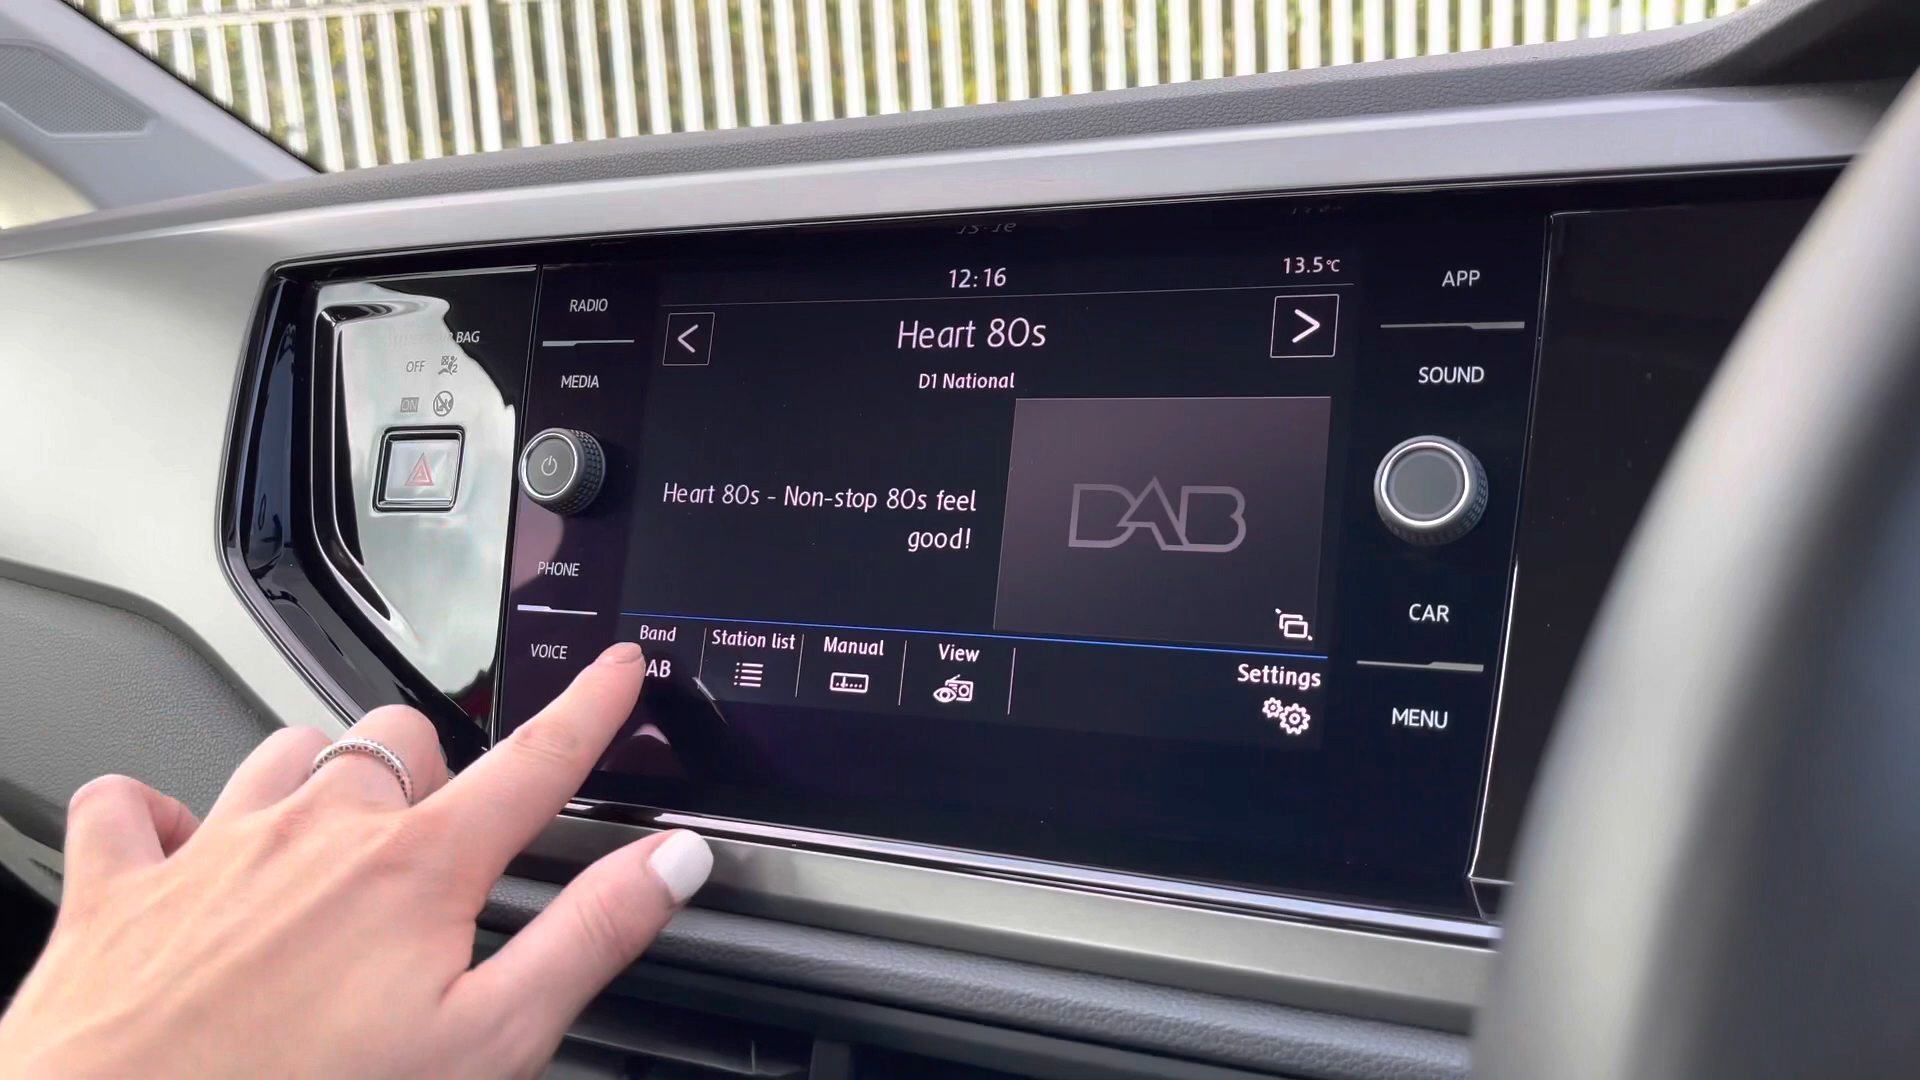 12:16
13.5°C
RADIO
MEDIA
PHONE
VOICE
BAG
OFF
ON
Heart 80s
D1 National
Heart 80s - Non-stop 80s feel
good!
DAB
Band
AB
Station list
Manual
View
Settings
APP
SOUND
CAR
MENU